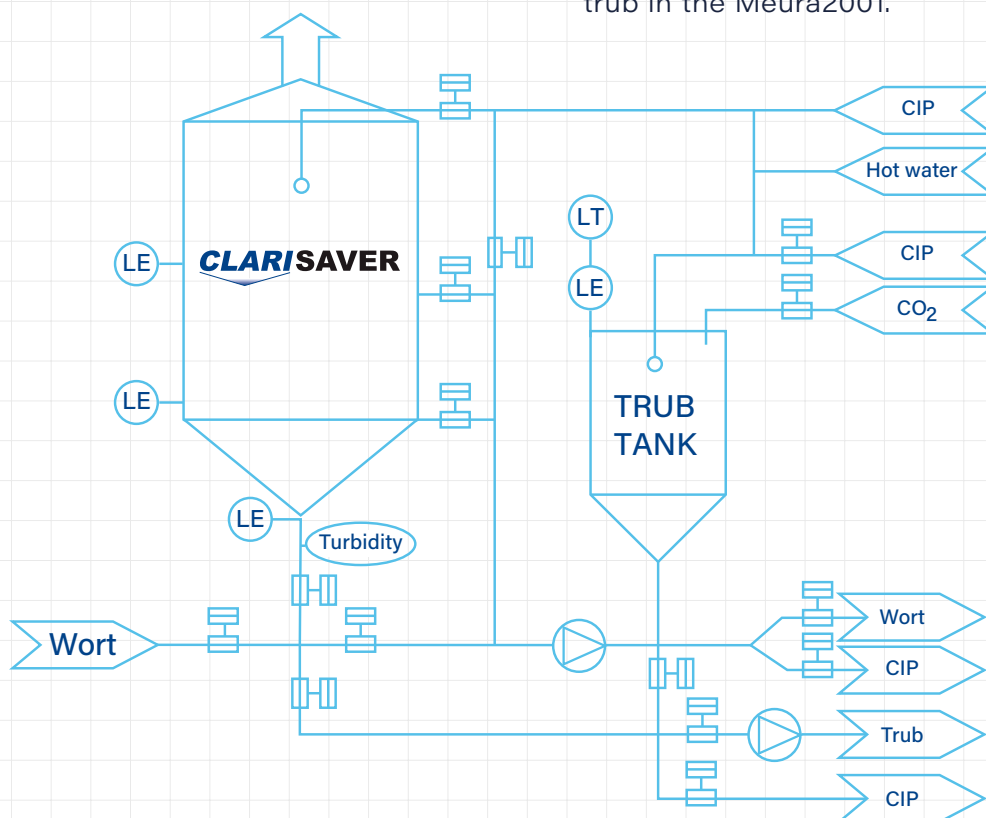 trub in the Meura2001.
CIP
Hot water
LT
LE
CLARISAVER
CIP
LE
CO2
LE
TRUB
TANK
LE
Turbidity
Wort
Wort
CIP
Trub
CIP